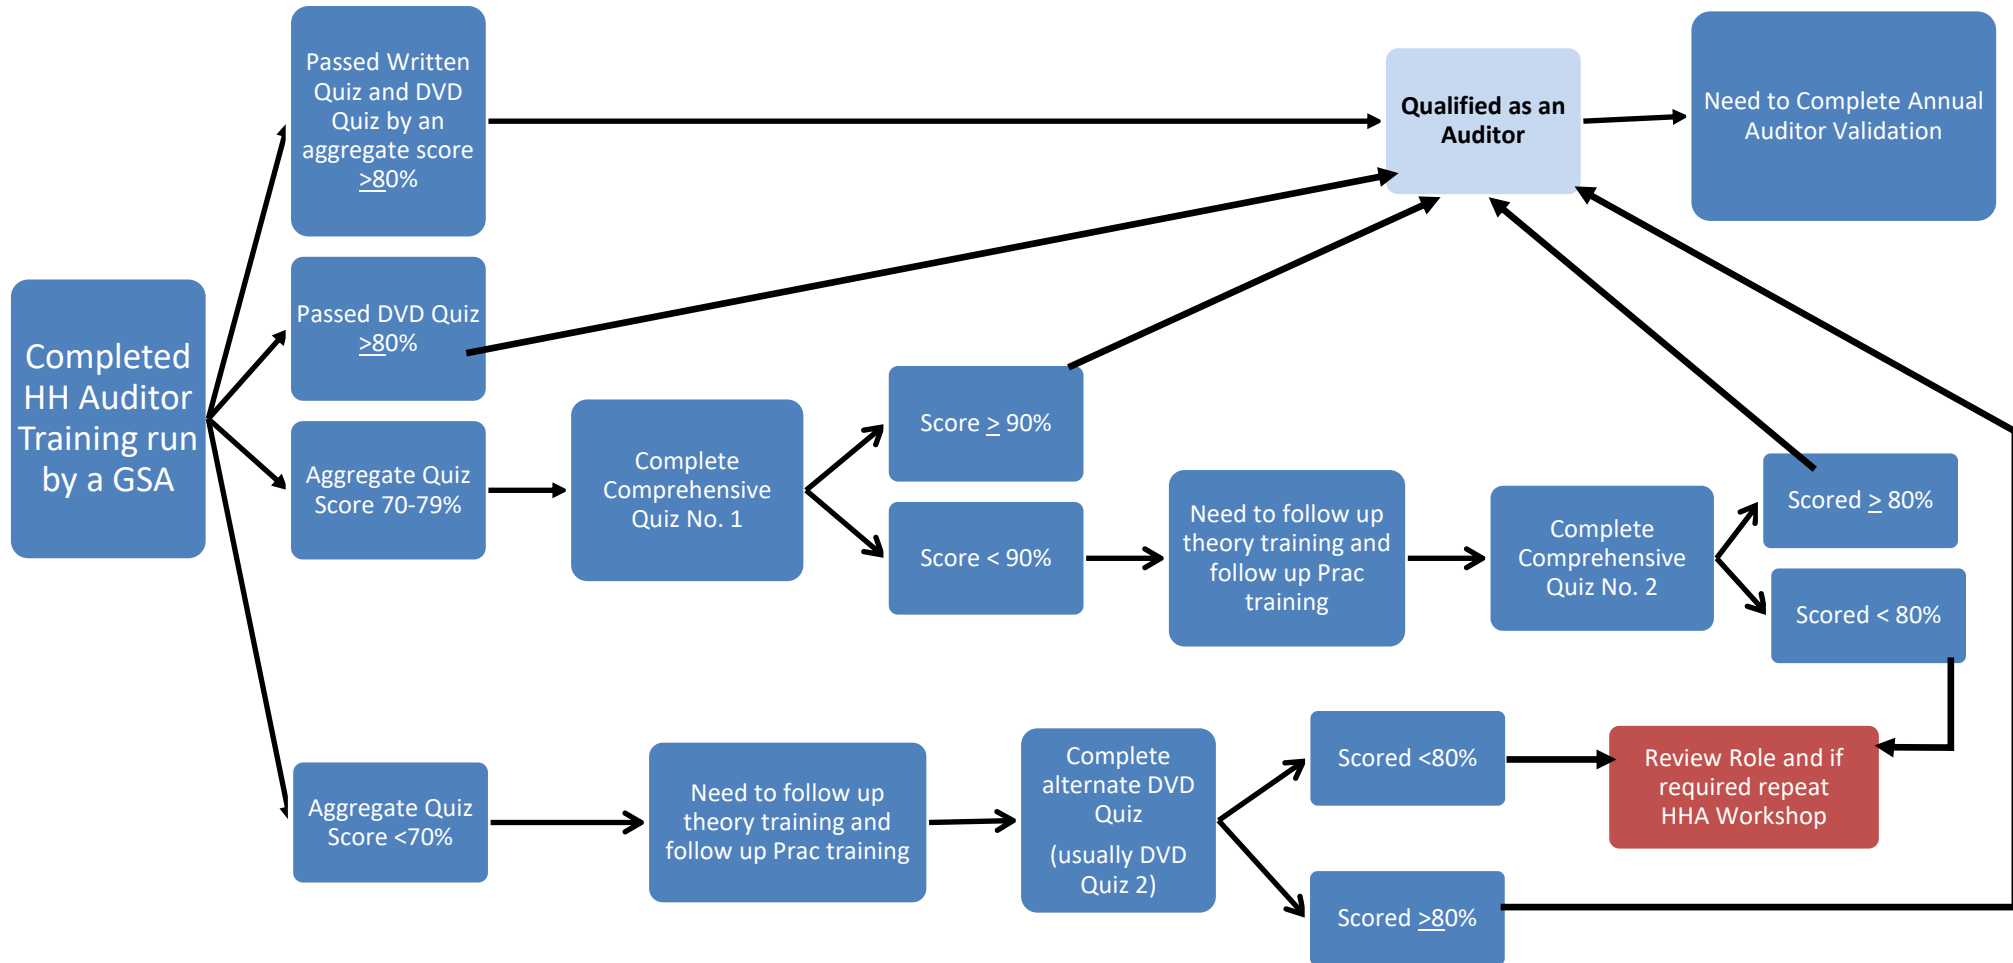 Passed Written
Quiz and DVD
Quiz by an
aggregate score
>80%
Qualified as an
Auditor
Need to Complete Annual
Auditor Validation
Completed
HH Auditor
Training run
by a GSA
Passed DVD Quiz
>80%
Aggregate Quiz
Score 70-79%
Complete
Comprehensive
Quiz No. 1
Score > 90%
Score < 90%
Need to follow up
theory training and
follow up Prac
training
Complete
Comprehensive
Quiz No. 2
Scored > 80%
Scored < 80%
Aggregate Quiz
Score <70%
Need to follow up
theory training and
follow up Prac training
Complete
alternate DVD
Quiz
(usually DVD
Quiz 2)
Scored <80%
Scored >80%
Review Role and if
required repeat
HHA Workshop